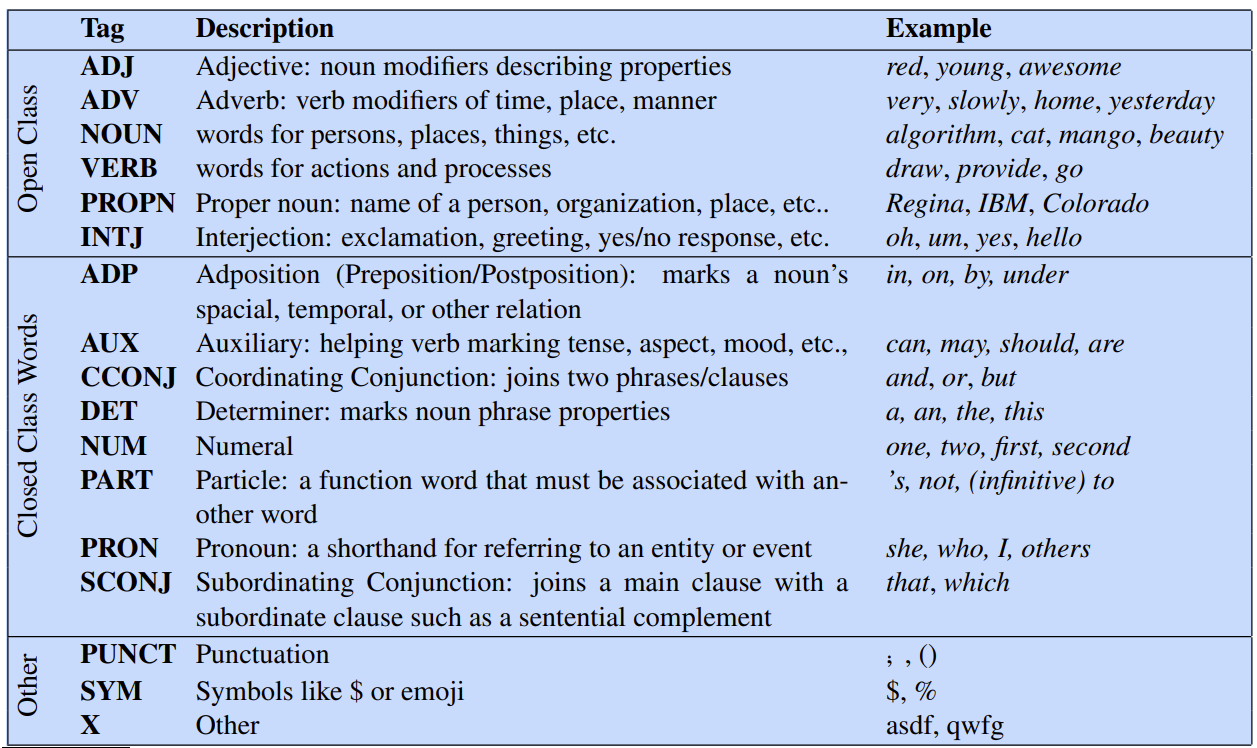 Tag Description Example
Open Class
ADJ Adjective: noun modifiers describing properties red, young, awesome
ADV Adverb: verb modifiers of time, place, manner very, slowly, home, yesterday
NOUN words for persons, places, things, etc. algorithm, cat, mango, beauty
VERB words for actions and processes draw, provide, go
PROPN Proper noun: name of a person, organization, place, etc.. Regina, IBM, Colorado
INTJ Interjection: exclamation, greeting, yes/no response, etc. oh, um, yes, hello
Closed Class Words
ADP Adposition (Preposition/Postposition): marks a noun's in, on, by, under
spacial, temporal, or other relation
AUX Auxiliary: helping verb marking tense, aspect, mood, etc., can, may, should, are
CCONJ Coordinating Conjunction: joins two phrases/clauses and, or, but
DET Determiner: marks noun phrase properties a, an, the, this
NUM Numeral one, two, first, second
PART Particle: a function word that must be associated with an- 's, not, (infinitive) to
other word
PRON Pronoun: a shorthand for referring to an entity or event she, who, I, others
SCONJ Subordinating Conjunction: joins a main clause with a that, which
subordinate clause such as a sentential complement
Other
PUNCT Punctuation ; , ()
SYM Symbols like $ or emoji $, %
X Other asdf, qwfg